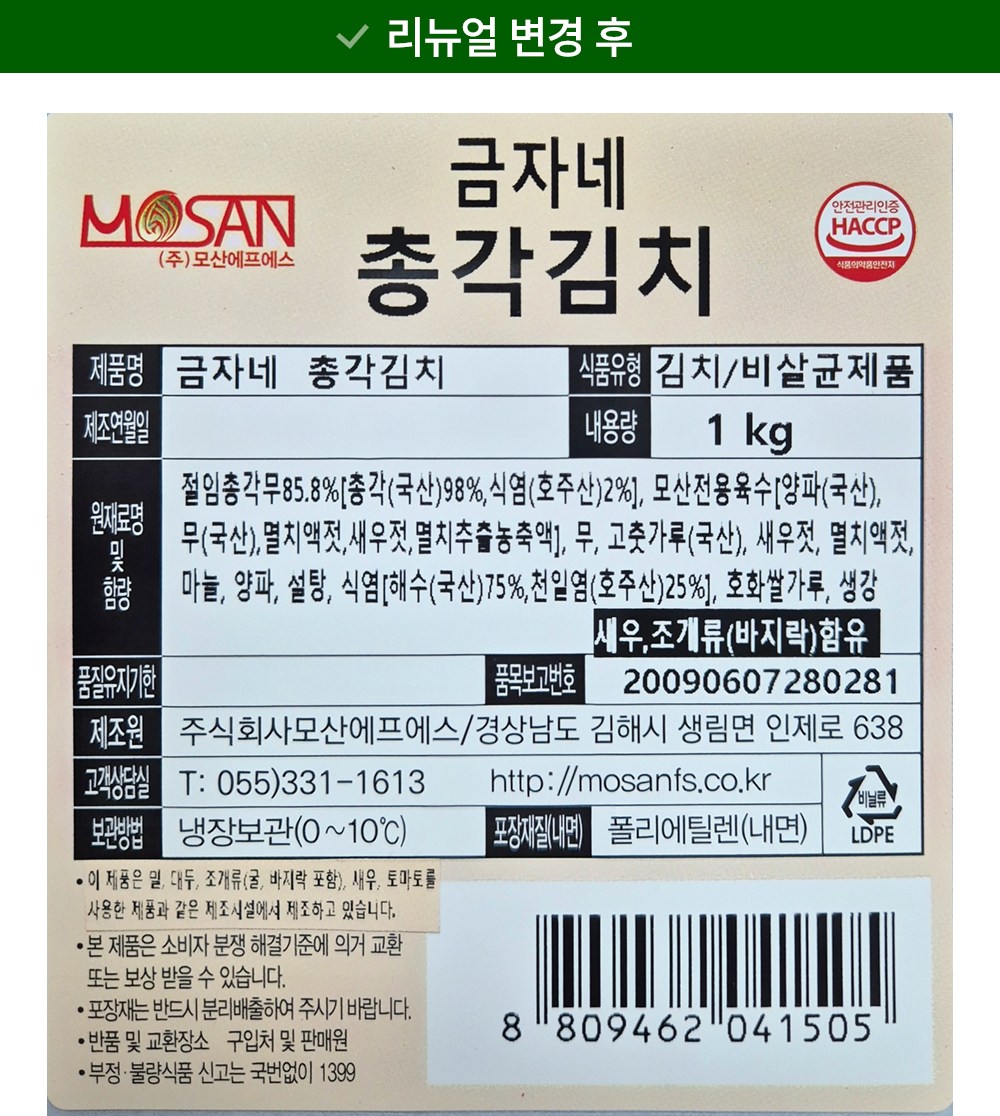 리뉴얼 변경 후
금자네
MOSAN
(주)모산에프에스
총각김치
안전관리인증
HACCP
식품의약품안전처
제품명 금자네 총각김치 식품유형 김치/비살균제품
제조연월일 내용량 1 kg
원재료명 및 함량
절임총각무85.8%[총각(국산)98%,식염(호주산)2%], 모산전용육수[양파(국산),
무(국산),멸치액젓,새우젓,멸치추출농축액], 무, 고춧가루(국산), 새우젓, 멸치액젓,
마늘, 양파, 설탕, 식염[해수(국산)75%,천일염(호주산)25%], 호화쌀가루, 생강
새우,조개류(바지락)함유
품질유지기한 품목보고번호 20090607280281
제조원 주식회사모산에프에스/경상남도 김해시 생림면 인제로 638
고객상담실 T: 055)331-1613 http://mosanfs.co.kr
보관방법 냉장보관(0~10℃) 포장재질(내면) 폴리에틸렌(내면)
비닐류
LDPE
•이 제품은 밀, 대두, 조개류(굴, 바지락 포함), 새우, 토마토를
사용한 제품과 같은 제조시설에서 제조하고 있습니다.
•본 제품은 소비자 분쟁 해결기준에 의거 교환
또는 보상 받을 수 있습니다.
•포장재는 반드시 분리배출하여 주시기 바랍니다.
•반품 및 교환장소 구입처 및 판매원
•부정·불량식품 신고는 국번없이 1399
8 809462 041505